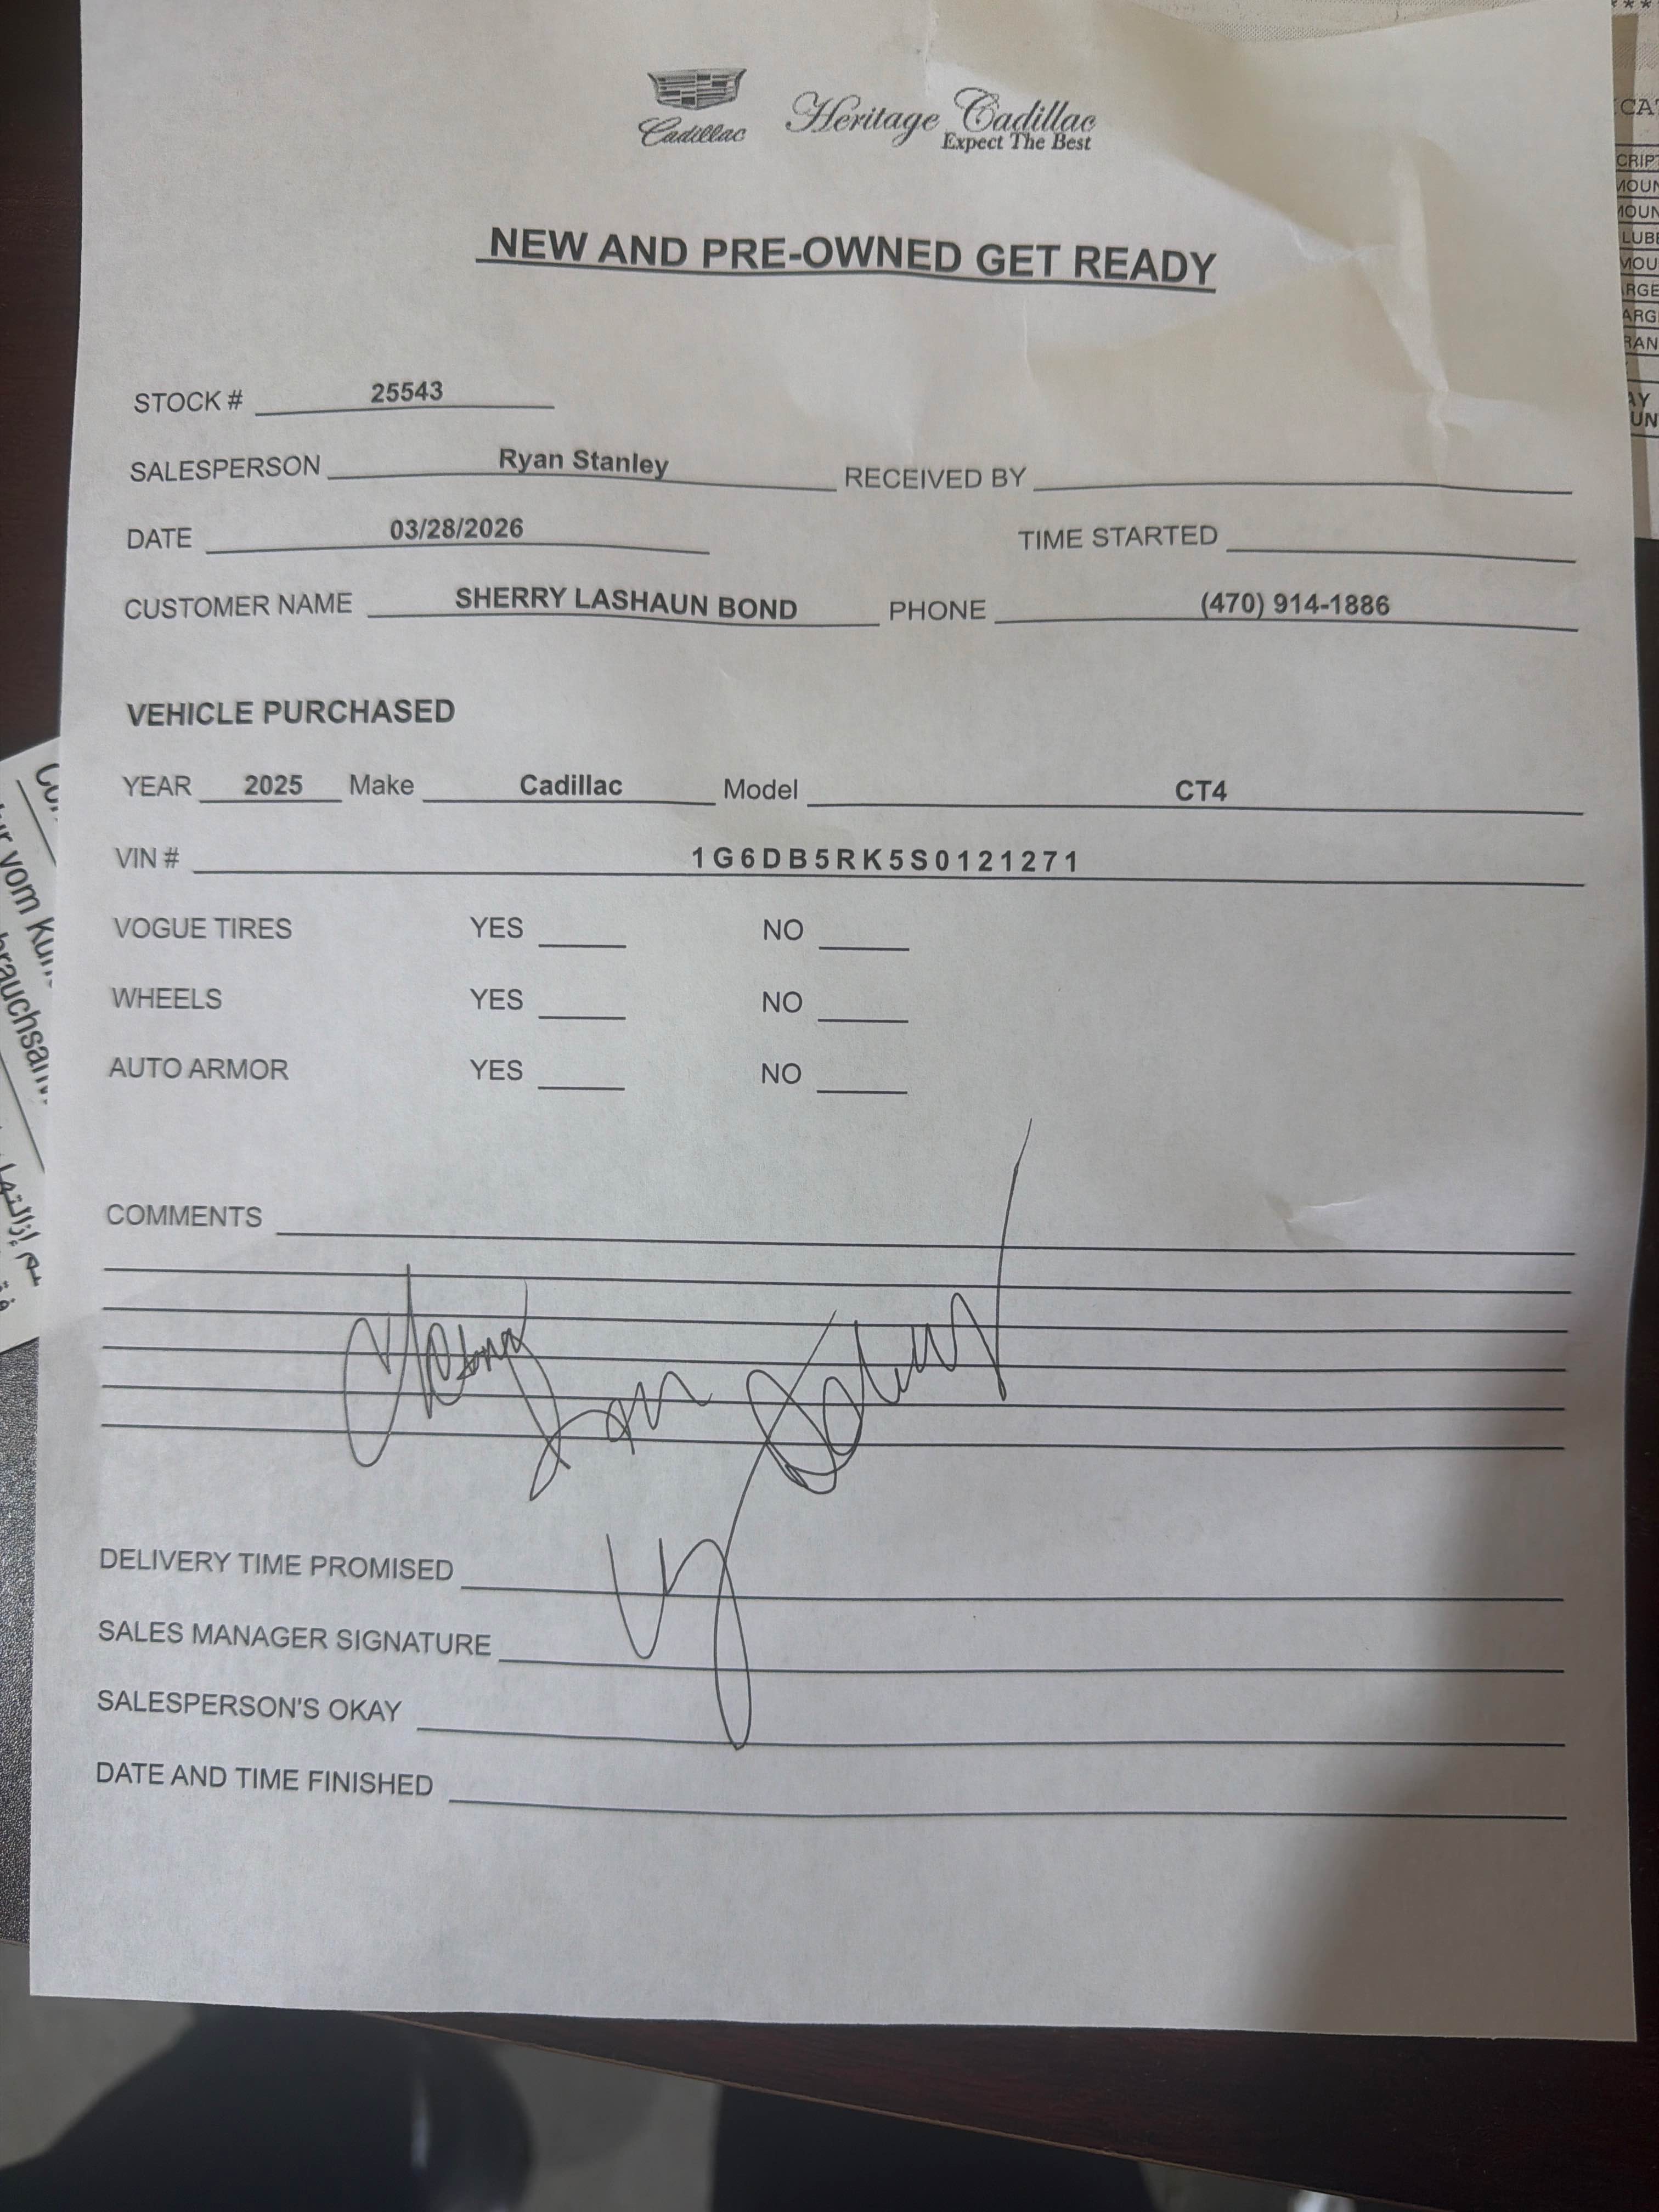 Cadillac
Heritage Cadillac
Expect The Best
NEW AND PRE-OWNED GET READY
STOCK # 25543
SALESPERSON Ryan Stanley RECEIVED BY
DATE 03/28/2026 TIME STARTED
CUSTOMER NAME SHERRY LASHAUN BOND PHONE (470) 914-1886
VEHICLE PURCHASED
YEAR 2025 Make Cadillac Model CT4
VIN # 1G6DB5RK5S0121271
VOGUE TIRES YES NO
WHEELS YES NO
AUTO ARMOR YES NO
COMMENTS
DELIVERY TIME PROMISED
SALES MANAGER SIGNATURE
SALESPERSON'S OKAY
DATE AND TIME FINISHED
vom